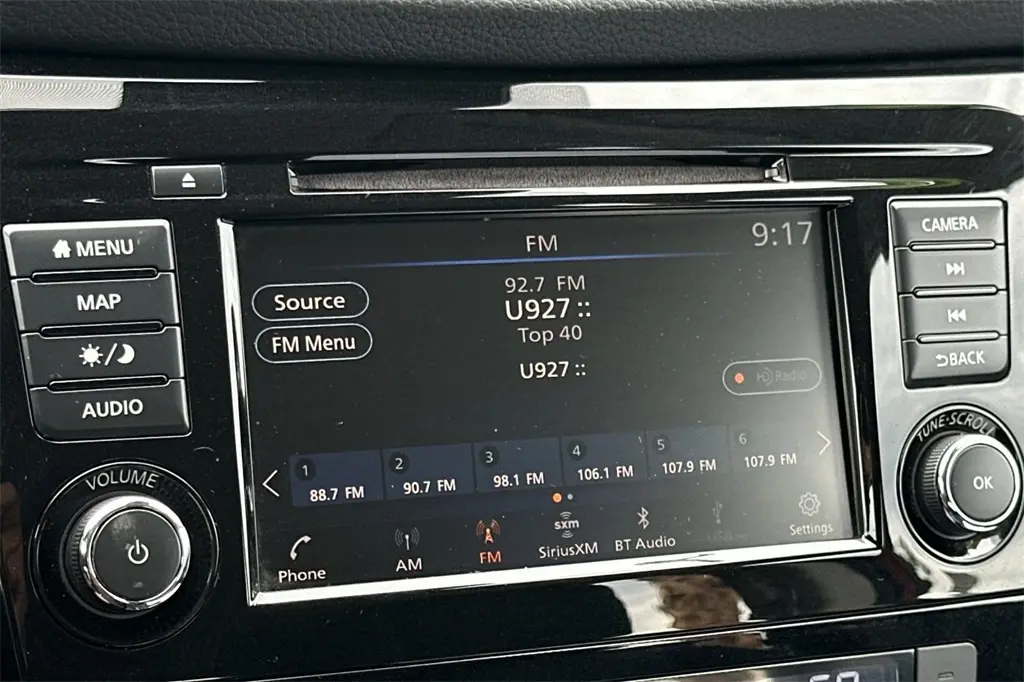 MENU
MAP
AUDIO
VOLUME
FM
9:17
Source
FM Menu
92.7 FM
U927 ::
Top 40
U927 ::
HD Radio
1
88.7 FM
2
90.7 FM
3
98.1 FM
4
106.1 FM
5
107.9 FM
6
107.9 FM
Phone
AM
FM
sxm
SiriusXM
BT Audio
USB
Settings
CAMERA
BACK
TUNE·SCROLL
OK